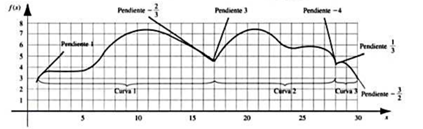 f(x)
Pendiente - 2/3
Pendiente 3
Pendiente -4
Pendiente 1
Pendiente 1/3
Pendiente - 3/2
Curva 1
Curva 2
Curva 3
8
7
6
5
4
3
2
1
5
10
15
20
25
30
x